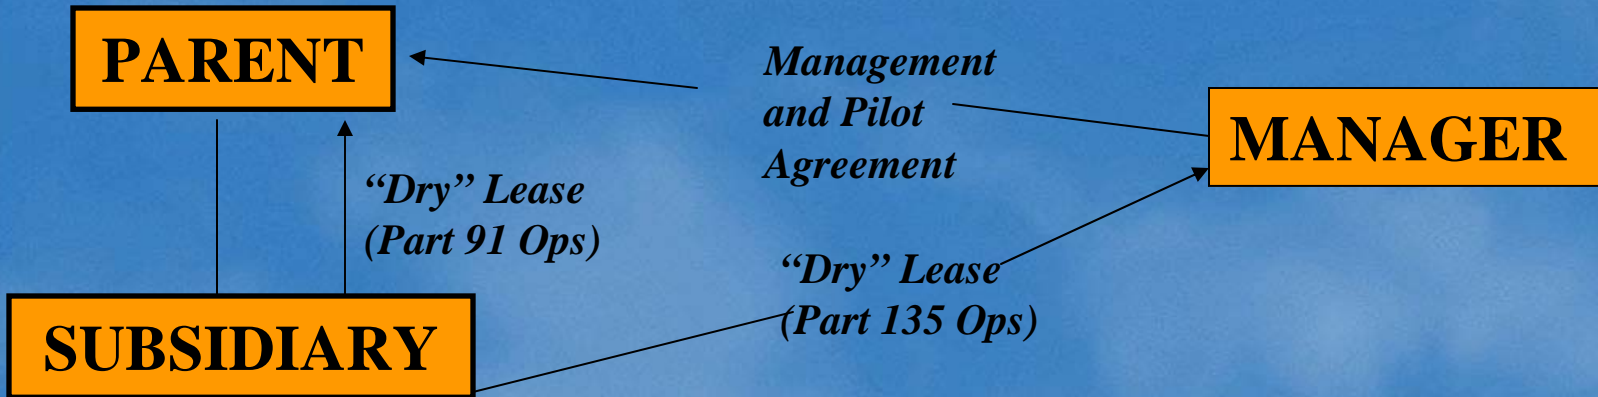 PARENT
Management
and Pilot
Agreement
MANAGER
“Dry” Lease
(Part 91 Ops)
“Dry” Lease
(Part 135 Ops)
SUBSIDIARY